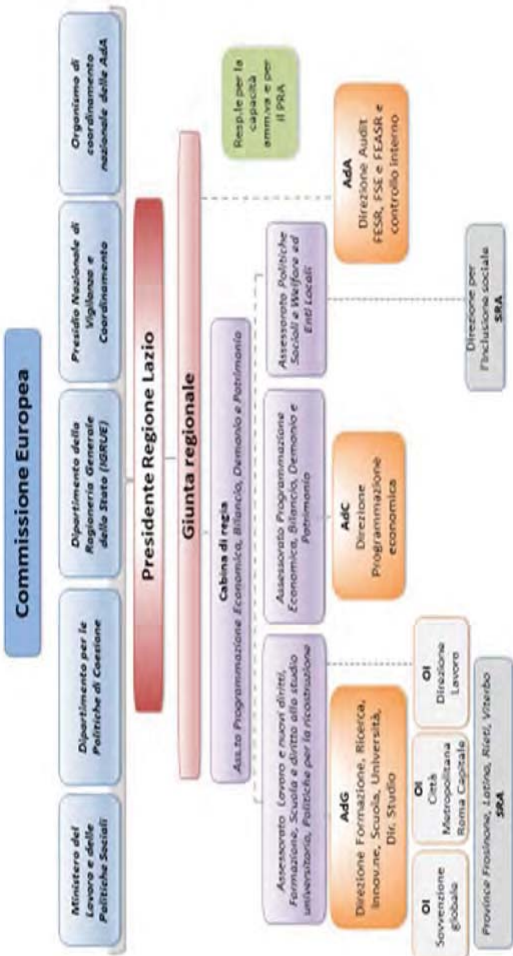 Commissione Europea
Ministero del
Lavoro e delle
Politiche Sociali
Dipartimento per le
Politiche di Coesione
Dipartimento della
Ragioneria Generale
dello Stato (IGRUE)
Presidio Nazionale di
Vigilanza e
Coordinamento
Organismo di
coordinamento
nazionale delle AdA
Presidente Regione Lazio
Giunta regionale
Resp.le per la
capacità
amm.va e per
il PRA
Cabina di regia
Ass.to Programmazione Economica, Bilancio, Demanio e Patrimonio
Assessorato Lavoro e nuovi diritti,
Formazione, Scuola e diritto allo studio
universitario, Politiche per la ricostruzione
Assessorato Programmazione
Economica, Bilancio, Demanio e
Patrimonio
Assessorato Politiche
Sociali e Welfare ed
Enti Locali
AdG
Direzione Formazione, Ricerca,
Innov.ne, Scuola, Università,
Dir. Studio
AdC
Direzione
Programmazione
economica
AdA
Direzione Audit
FESR, FSE e FEASR e
controllo interno
OI
Sovvenzione
globale
OI
Città
Metropolitana
Roma Capitale
OI
Direzione
Lavoro
Direzione per
l'Inclusione sociale
SRA
Province Frosinone, Latina, Rieti, Viterbo
SRA